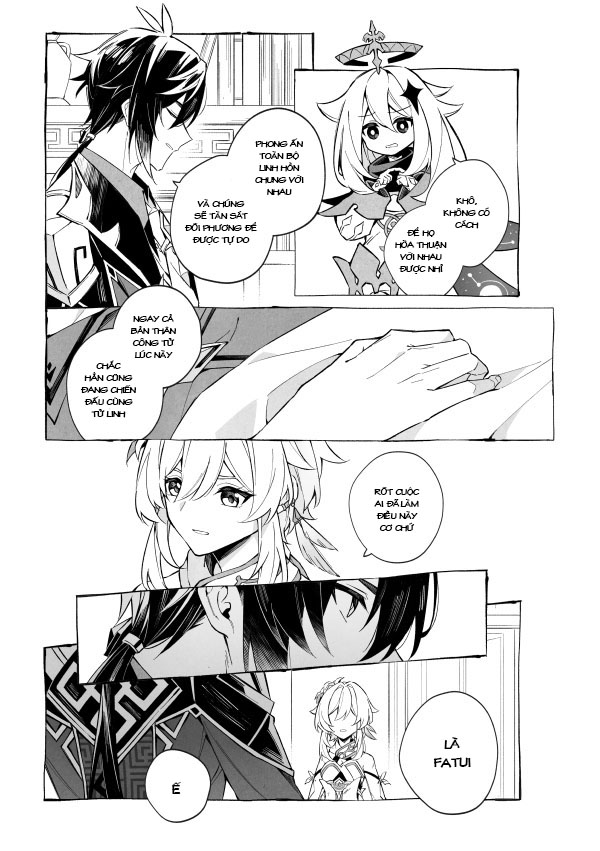 PHONG ẤN
TOÀN BỘ
LINH HỒN
CHUNG VỚI
NHAU
VÀ CHÚNG
SẼ TÀN SÁT
ĐỐI PHƯƠNG ĐỂ
ĐƯỢC TỰ DO
KHÔ,
KHÔNG CÓ
CÁCH
ĐỂ HỌ
HÒA THUẬN
VỚI NHAU
ĐƯỢC NHỈ
NGAY CẢ
BẢN THÂN
CÔNG TỬ
LÚC NÀY
CHẮC
HẲN CŨNG
ĐANG CHIẾN
ĐẤU CÙNG
TỬ LINH
RỐT CUỘC
AI ĐÃ LÀM
ĐIỀU NÀY
CƠ CHỨ
LÀ
FATUI
Ế